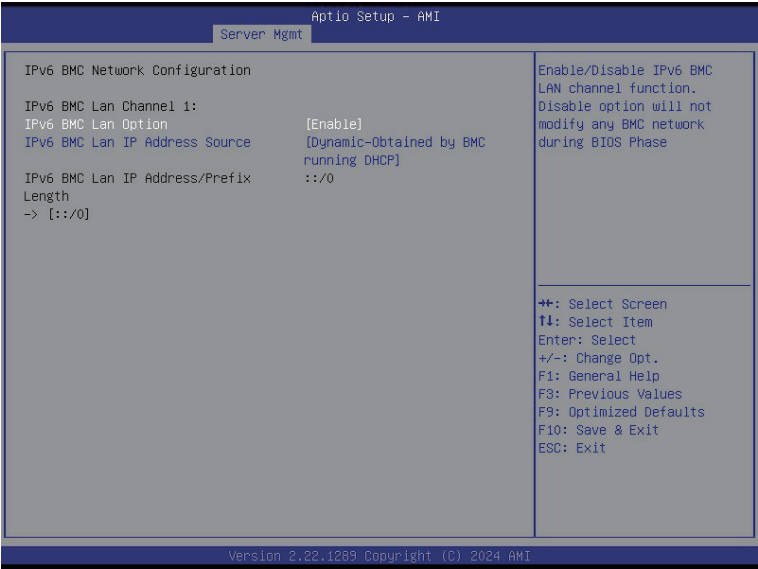 Aptio Setup – AMI
Server Mgmt
IPv6 BMC Network Configuration
IPv6 BMC Lan Channel 1:
IPv6 BMC Lan Option [Enable]
IPv6 BMC Lan IP Address Source [Dynamic-Obtained by BMC
running DHCP]
IPv6 BMC Lan IP Address/Prefix ::/0
Length
-> [::/0]
Enable/Disable IPv6 BMC
LAN channel function.
Disable option will not
modify any BMC network
during BIOS Phase
→←: Select Screen
↑↓: Select Item
Enter: Select
+/-: Change Opt.
F1: General Help
F3: Previous Values
F9: Optimized Defaults
F10: Save & Exit
ESC: Exit
Version 2.22.1289 Copyright (C) 2024 AMI